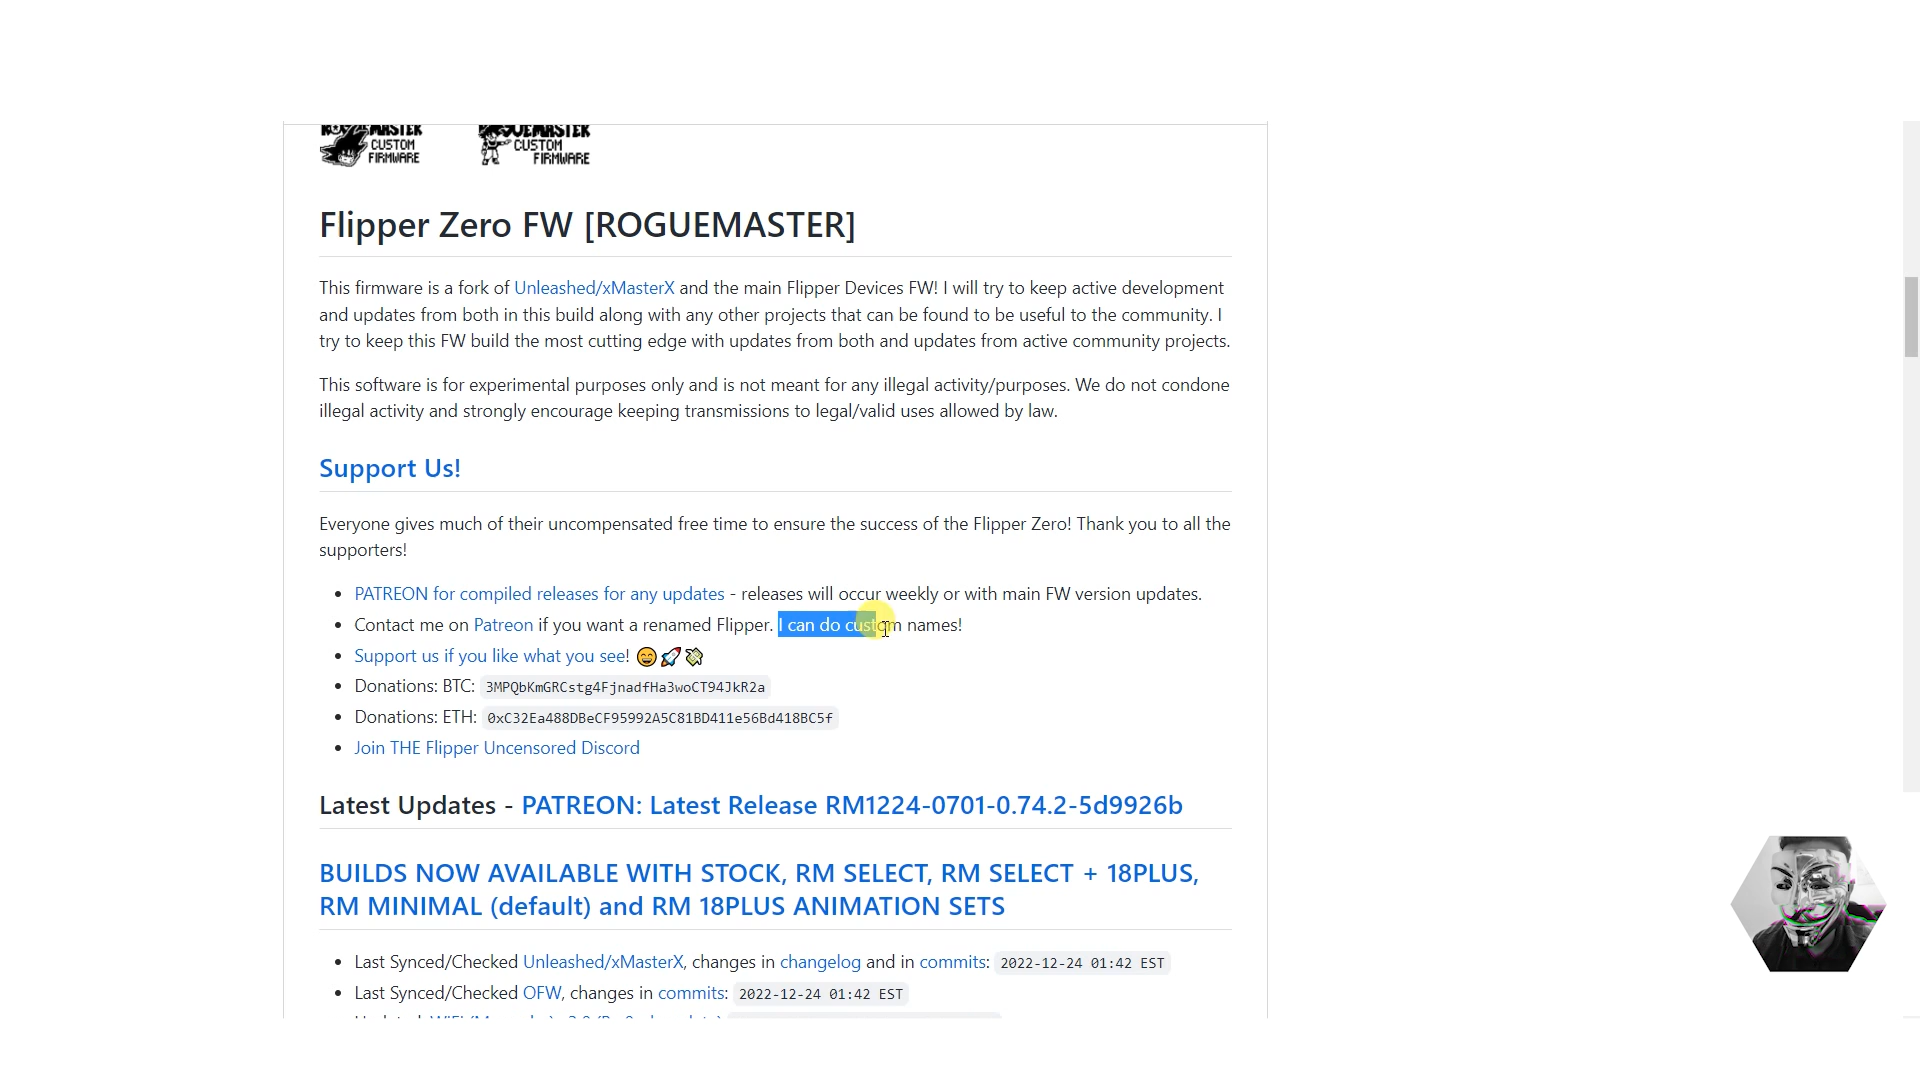 ROGUEMASTER ROGUEMASTER
CUSTOM CUSTOM
FIRMWARE FIRMWARE
Flipper Zero FW [ROGUEMASTER]
This firmware is a fork of Unleashed/xMasterX and the main Flipper Devices FW! I will try to keep active development
and updates from both in this build along with any other projects that can be found to be useful to the community. I
try to keep this FW build the most cutting edge with updates from both and updates from active community projects.
This software is for experimental purposes only and is not meant for any illegal activity/purposes. We do not condone
illegal activity and strongly encourage keeping transmissions to legal/valid uses allowed by law.
Support Us!
Everyone gives much of their uncompensated free time to ensure the success of the Flipper Zero! Thank you to all the
supporters!
• PATREON for compiled releases for any updates - releases will occur weekly or with main FW version updates.
• Contact me on Patreon if you want a renamed Flipper. I can do custom names!
• Support us if you like what you see! 😄🚀💸
• Donations: BTC: 3MPQbKmGRCstg4FjnadfHa3woCT94JkR2a
• Donations: ETH: 0xC32Ea488DBeCF95992A5C81BD411e56Bd418BC5f
• Join THE Flipper Uncensored Discord
Latest Updates - PATREON: Latest Release RM1224-0701-0.74.2-5d9926b
BUILDS NOW AVAILABLE WITH STOCK, RM SELECT, RM SELECT + 18PLUS,
RM MINIMAL (default) and RM 18PLUS ANIMATION SETS
• Last Synced/Checked Unleashed/xMasterX, changes in changelog and in commits: 2022-12-24 01:42 EST
• Last Synced/Checked OFW, changes in commits: 2022-12-24 01:42 EST